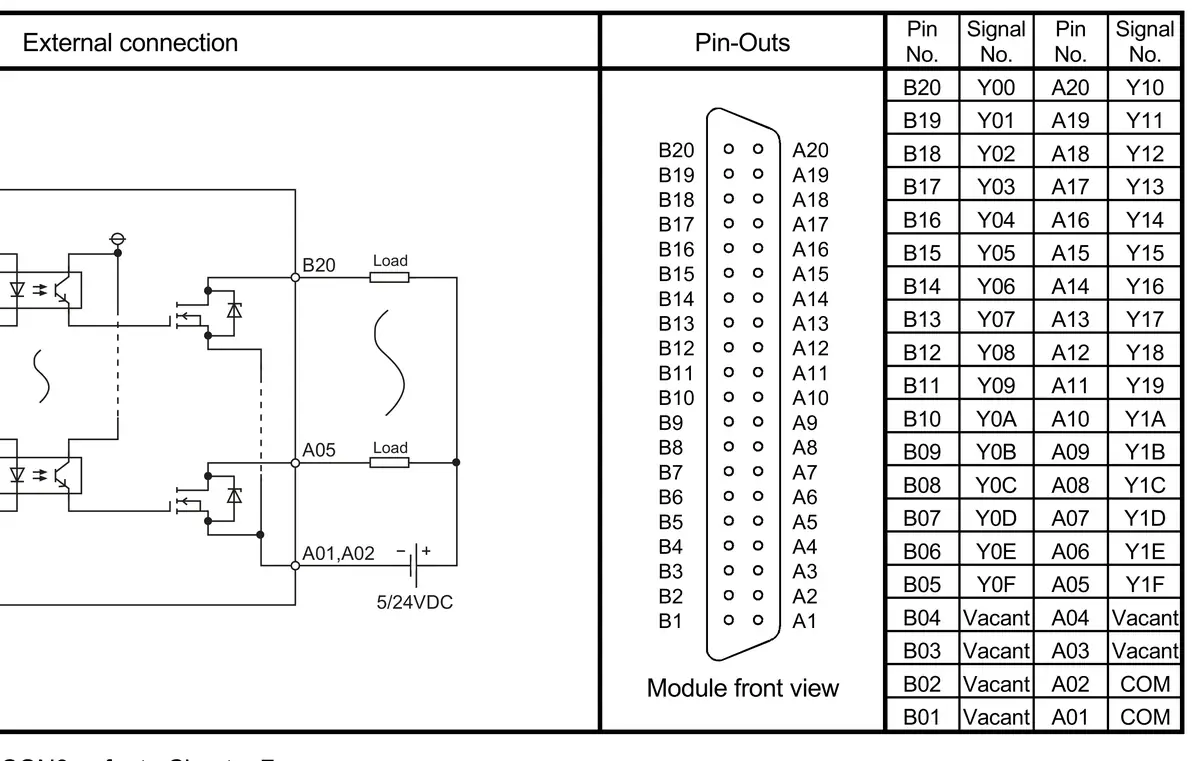 External connection
Pin-Outs
Pin No. Signal No. Pin No. Signal No.
B20 Y00 A20 Y10
B19 Y01 A19 Y11
B18 Y02 A18 Y12
B17 Y03 A17 Y13
B16 Y04 A16 Y14
B15 Y05 A15 Y15
B14 Y06 A14 Y16
B13 Y07 A13 Y17
B12 Y08 A12 Y18
B11 Y09 A11 Y19
B10 Y0A A10 Y1A
B09 Y0B A09 Y1B
B08 Y0C A08 Y1C
B07 Y0D A07 Y1D
B06 Y0E A06 Y1E
B05 Y0F A05 Y1F
B04 Vacant A04 Vacant
B03 Vacant A03 Vacant
B02 Vacant A02 COM
B01 Vacant A01 COM
B20 Load
A05 Load
A01,A02 − +
5/24VDC
B20 A20
B19 A19
B18 A18
B17 A17
B16 A16
B15 A15
B14 A14
B13 A13
B12 A12
B11 A11
B10 A10
B9 A9
B8 A8
B7 A7
B6 A6
B5 A5
B4 A4
B3 A3
B2 A2
B1 A1
Module front view